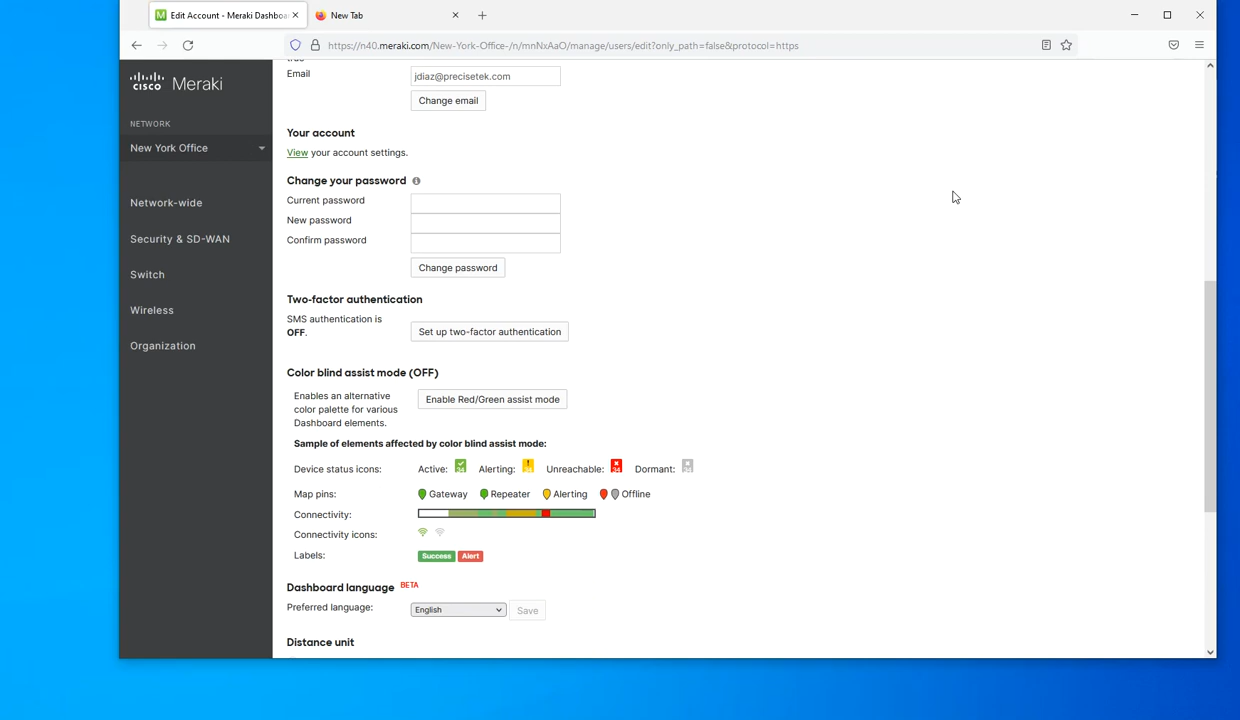 Edit Account - Meraki Dashboa
New Tab
https://n40.meraki.com/New-York-Office-/n/mnNxAaO/manage/users/edit?only_path=false&protocol=https
cisco Meraki
NETWORK
New York Office
Network-wide
Security & SD-WAN
Switch
Wireless
Organization
Email
jdiaz@precisetek.com
Change email
Your account
View your account settings.
Change your password
Current password
New password
Confirm password
Change password
Two-factor authentication
SMS authentication is
OFF.
Set up two-factor authentication
Color blind assist mode (OFF)
Enables an alternative
color palette for various
Dashboard elements.
Enable Red/Green assist mode
Sample of elements affected by color blind assist mode:
Device status icons: Active: Alerting: Unreachable: Dormant:
Map pins: Gateway Repeater Alerting Offline
Connectivity:
Connectivity icons:
Labels: Success Alert
Dashboard language BETA
Preferred language: English Save
Distance unit